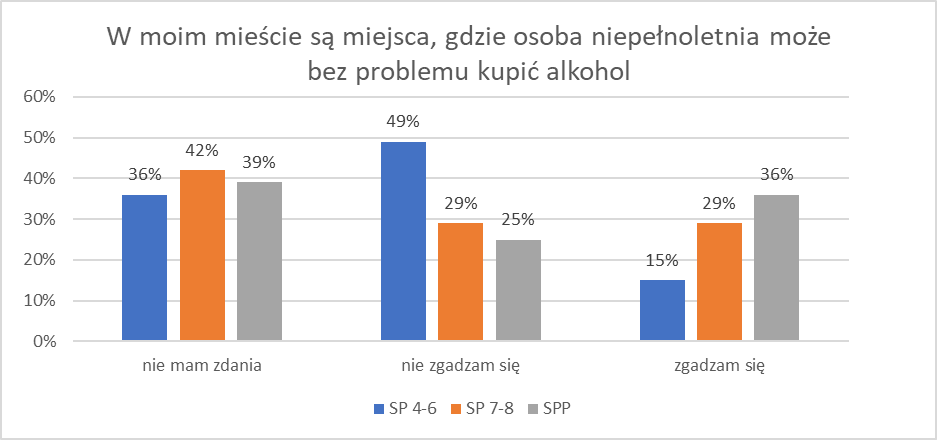 W moim mieście są miejsca, gdzie osoba niepełnoletnia może
bez problemu kupić alkohol
60%
50%
40%
30%
20%
10%
0%
36%
42%
39%
49%
29%
25%
15%
29%
36%
nie mam zdania
nie zgadzam się
zgadzam się
SP 4-6
SP 7-8
SPP